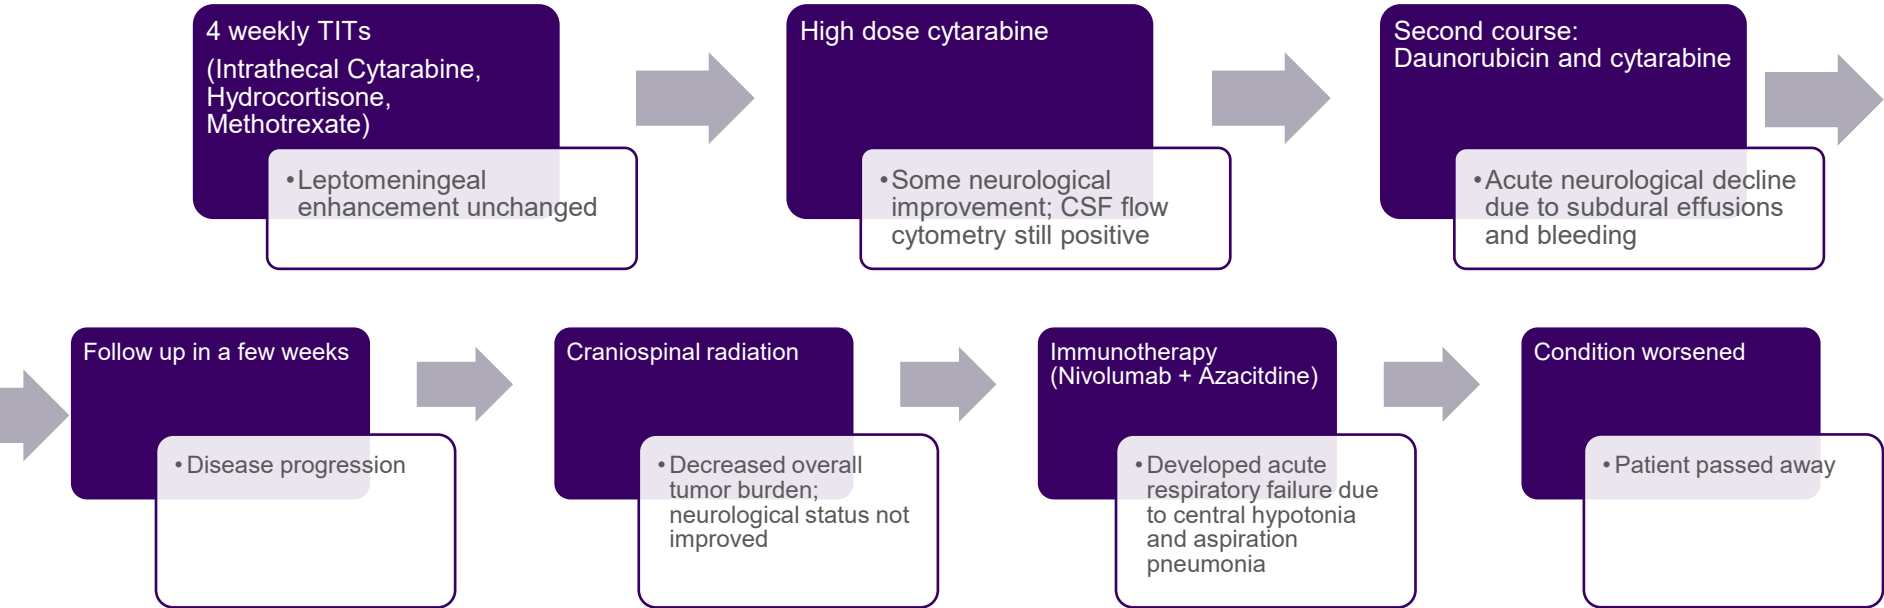 4 weekly TITs
(Intrathecal Cytarabine,
Hydrocortisone,
Methotrexate)
•Leptomeningeal
enhancement unchanged
High dose cytarabine
•Some neurological
improvement; CSF flow
cytometry still positive
Second course:
Daunorubicin and cytarabine
•Acute neurological decline
due to subdural effusions
and bleeding
Follow up in a few weeks
•Disease progression
Craniospinal radiation
•Decreased overall
tumor burden;
neurological status not
improved
Immunotherapy
(Nivolumab + Azacitdine)
•Developed acute
respiratory failure due
to central hypotonia
and aspiration
pneumonia
Condition worsened
•Patient passed away